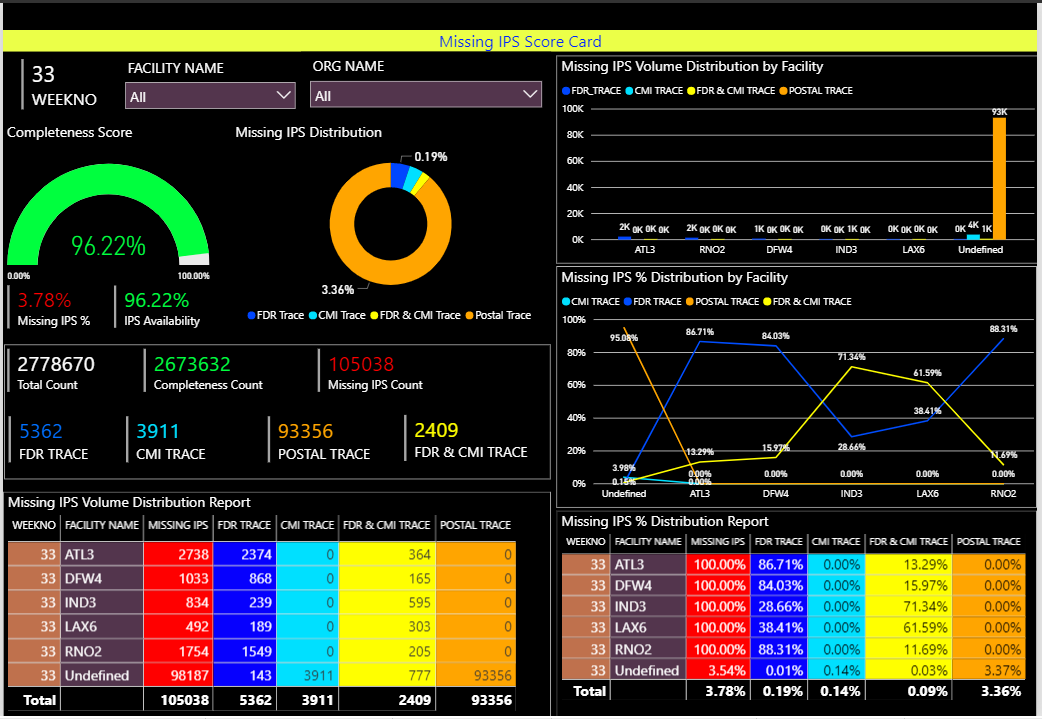 Missing IPS Score Card
33
WEEKNO
FACILITY NAME
All
ORG NAME
All
Completeness Score
96.22%
0.00%
100.00%
3.78%
Missing IPS %
96.22%
IPS Availability
Missing IPS Distribution
0.19%
3.36%
FDR Trace CMI Trace FDR & CMI Trace Postal Trace
2778670
Total Count
2673632
Completeness Count
105038
Missing IPS Count
5362
FDR TRACE
3911
CMI TRACE
93356
POSTAL TRACE
2409
FDR & CMI TRACE
Missing IPS Volume Distribution Report
WEEKNO FACILITY NAME MISSING IPS FDR TRACE CMI TRACE FDR & CMI TRACE POSTAL TRACE
33 ATL3 2738 2374 0 364 0
33 DFW4 1033 868 0 165 0
33 IND3 834 239 0 595 0
33 LAX6 492 189 0 303 0
33 RNO2 1754 1549 0 205 0
33 Undefined 98187 143 3911 777 93356
Total 105038 5362 3911 2409 93356
Missing IPS Volume Distribution by Facility
FDR_TRACE CMI TRACE FDR & CMI TRACE POSTAL TRACE
100K
80K
60K
40K
20K
0K
2K 0K 0K 0K
2K 0K 0K 0K
1K 0K 0K 0K
0K 0K 1K 0K
0K 0K 0K 0K
0K 4K 1K 93K
ATL3 RNO2 DFW4 IND3 LAX6 Undefined
Missing IPS % Distribution by Facility
CMI TRACE FDR TRACE POSTAL TRACE FDR & CMI TRACE
100%
80%
60%
40%
20%
0%
95.08%
86.71%
84.03%
71.34%
61.59%
88.31%
38.41%
28.66%
3.98%
13.29%
15.97%
11.69%
0.00%
0.00%
0.00%
0.00%
0.00%
0.00%
Undefined ATL3 DFW4 IND3 LAX6 RNO2
Missing IPS % Distribution Report
WEEKNO FACILITY NAME MISSING IPS FDR TRACE CMI TRACE FDR & CMI TRACE POSTAL TRACE
33 ATL3 100.00% 86.71% 0.00% 13.29% 0.00%
33 DFW4 100.00% 84.03% 0.00% 15.97% 0.00%
33 IND3 100.00% 28.66% 0.00% 71.34% 0.00%
33 LAX6 100.00% 38.41% 0.00% 61.59% 0.00%
33 RNO2 100.00% 88.31% 0.00% 11.69% 0.00%
33 Undefined 3.54% 0.01% 0.14% 0.03% 3.37%
Total 3.78% 0.19% 0.14% 0.09% 3.36%